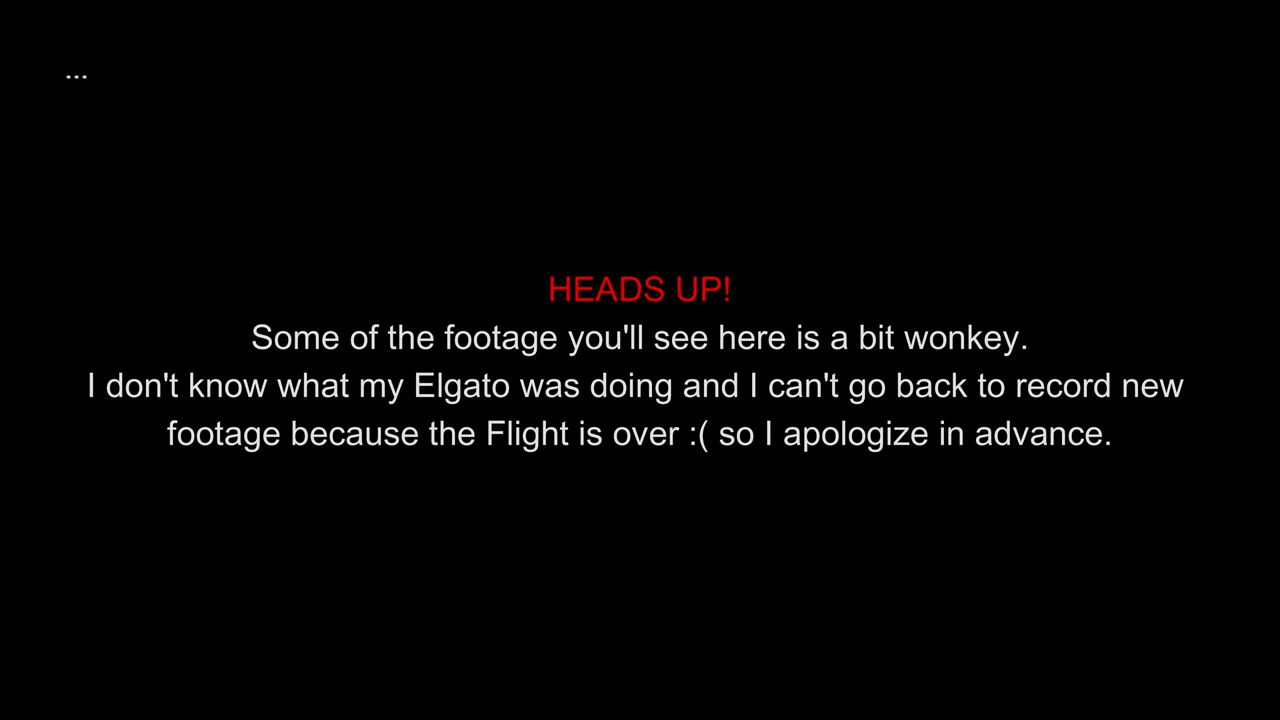 ...
HEADS UP!
Some of the footage you'll see here is a bit wonkey.
I don't know what my Elgato was doing and I can't go back to record new
footage because the Flight is over :( so I apologize in advance.